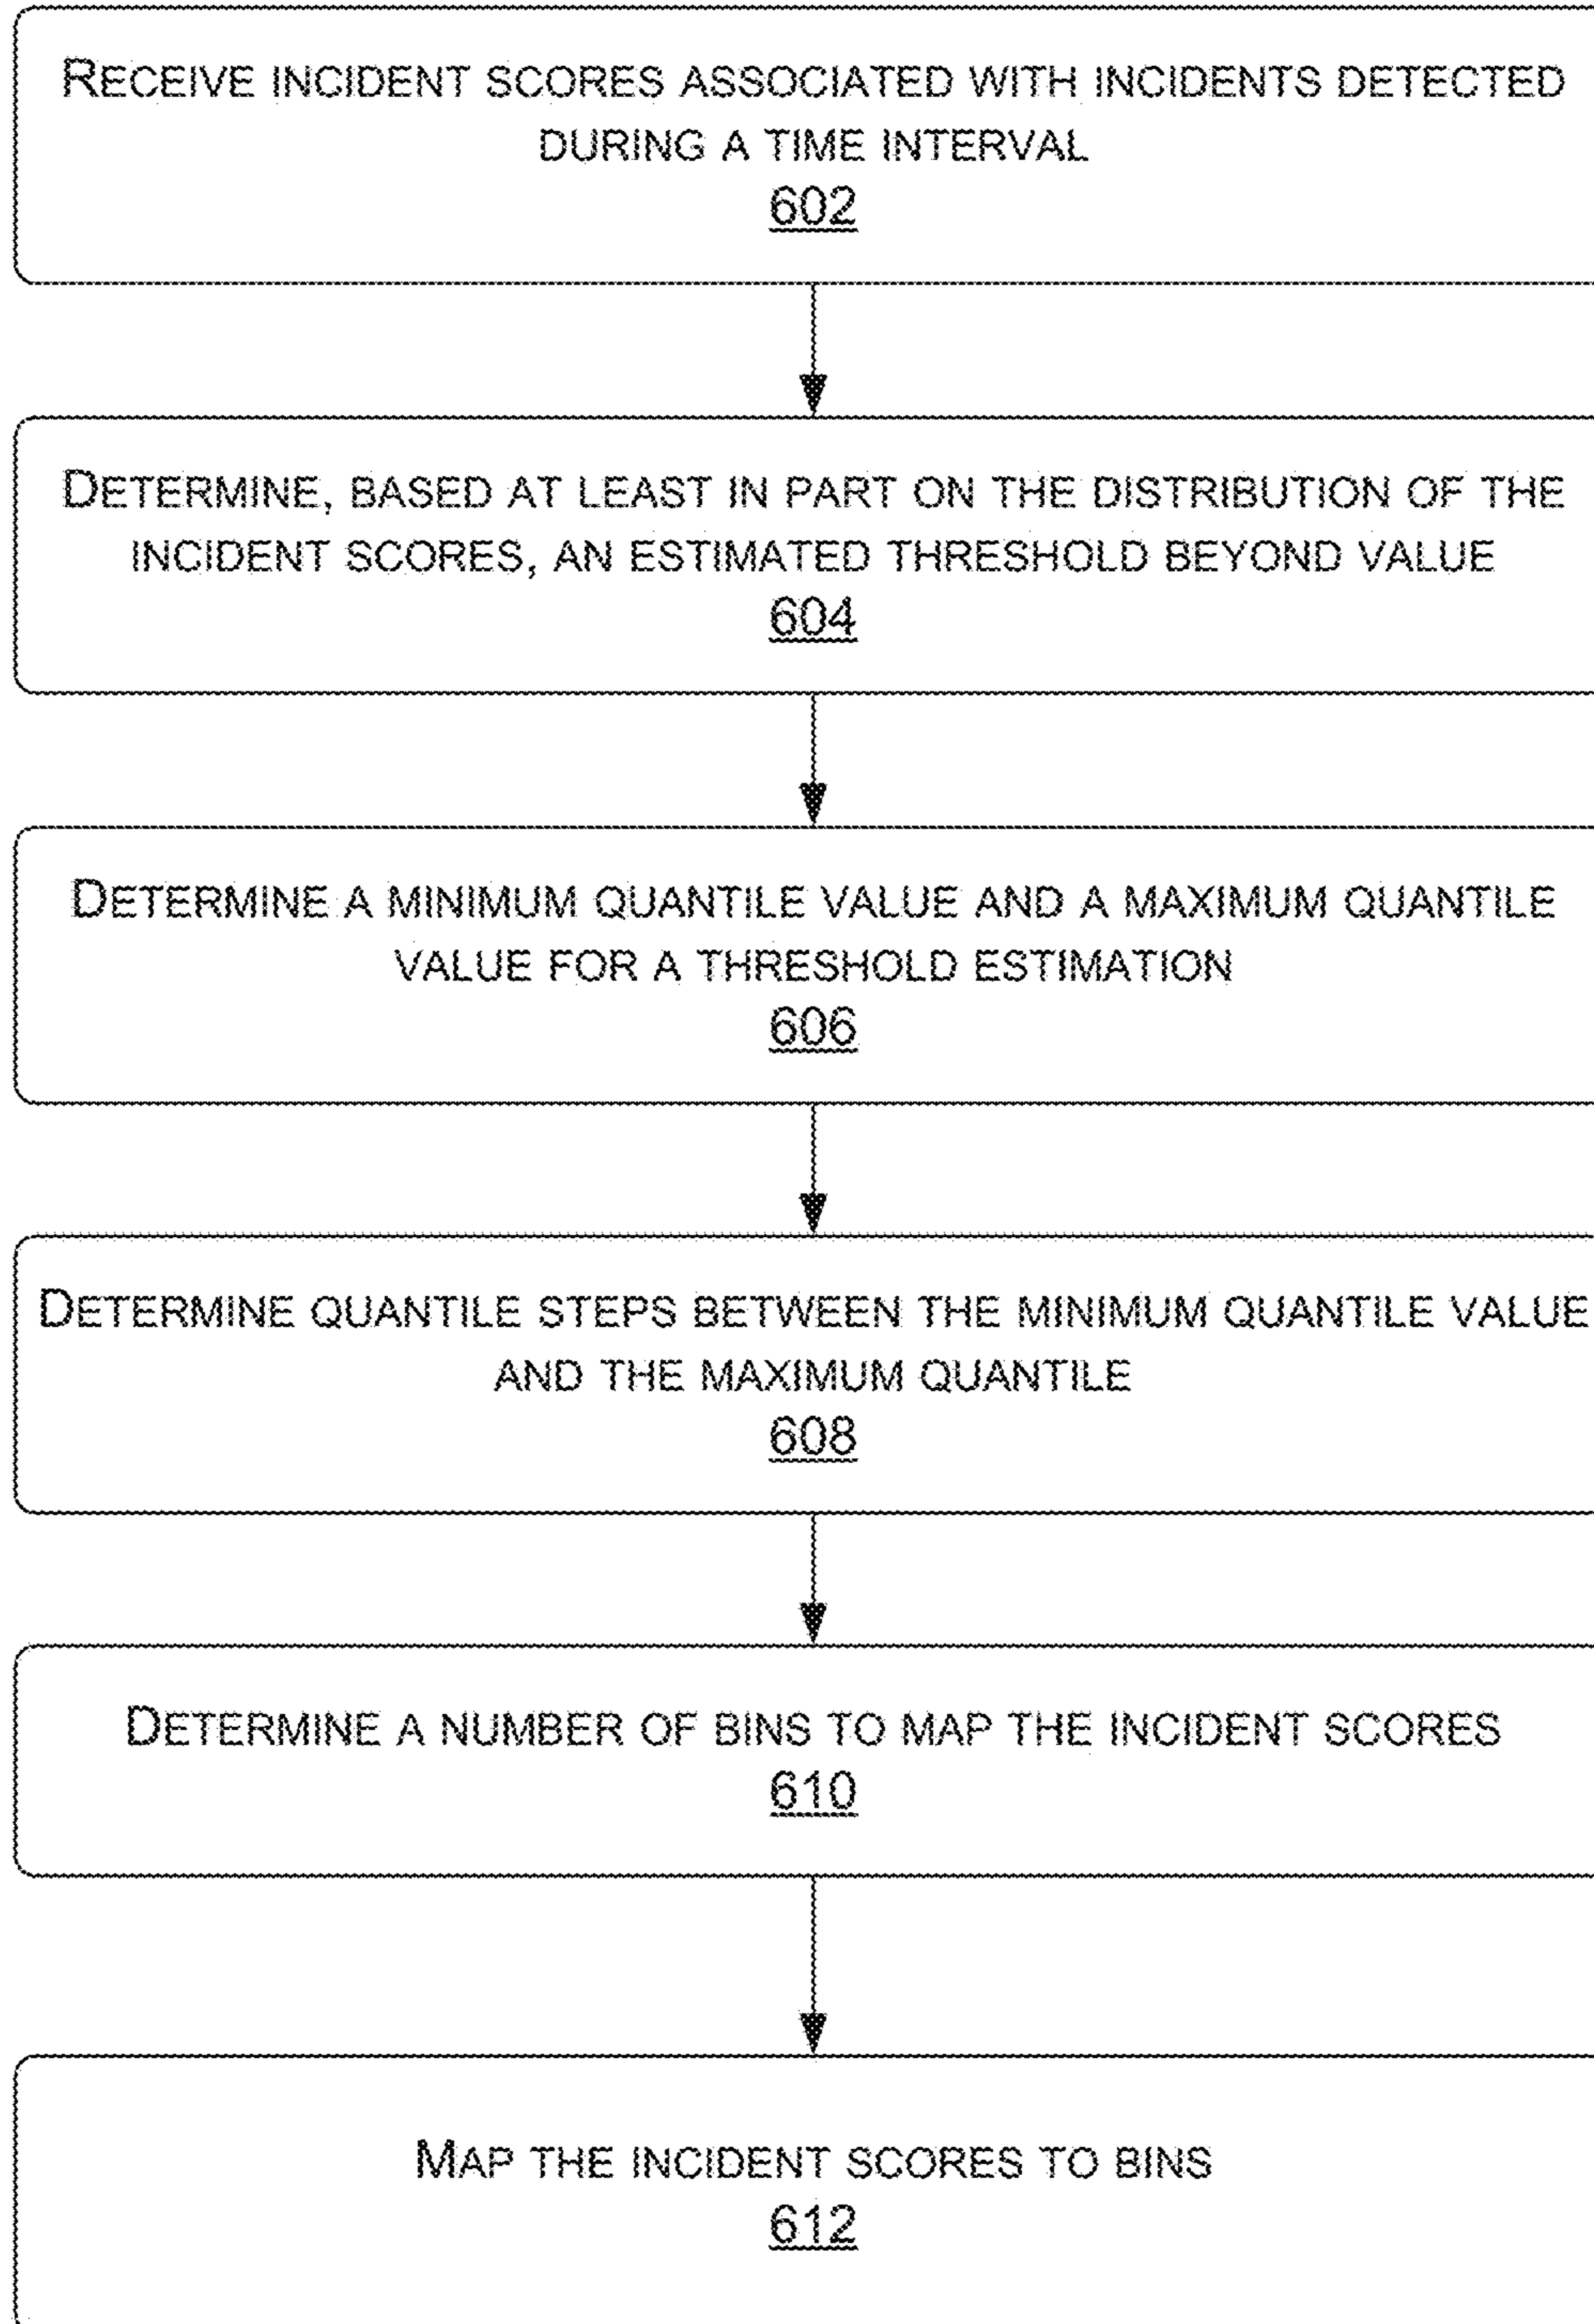 RECEIVE INCIDENT SCORES ASSOCIATED WITH INCIDENTS DETECTED
DURING A TIME INTERVAL
602
DETERMINE, BASED AT LEAST IN PART ON THE DISTRIBUTION OF THE
INCIDENT SCORES, AN ESTIMATED THRESHOLD BEYOND VALUE
604
DETERMINE A MINIMUM QUANTILE VALUE AND A MAXIMUM QUANTILE
VALUE FOR A THRESHOLD ESTIMATION
606
DETERMINE QUANTILE STEPS BETWEEN THE MINIMUM QUANTILE VALUE
AND THE MAXIMUM QUANTILE
608
DETERMINE A NUMBER OF BINS TO MAP THE INCIDENT SCORES
610
MAP THE INCIDENT SCORES TO BINS
612